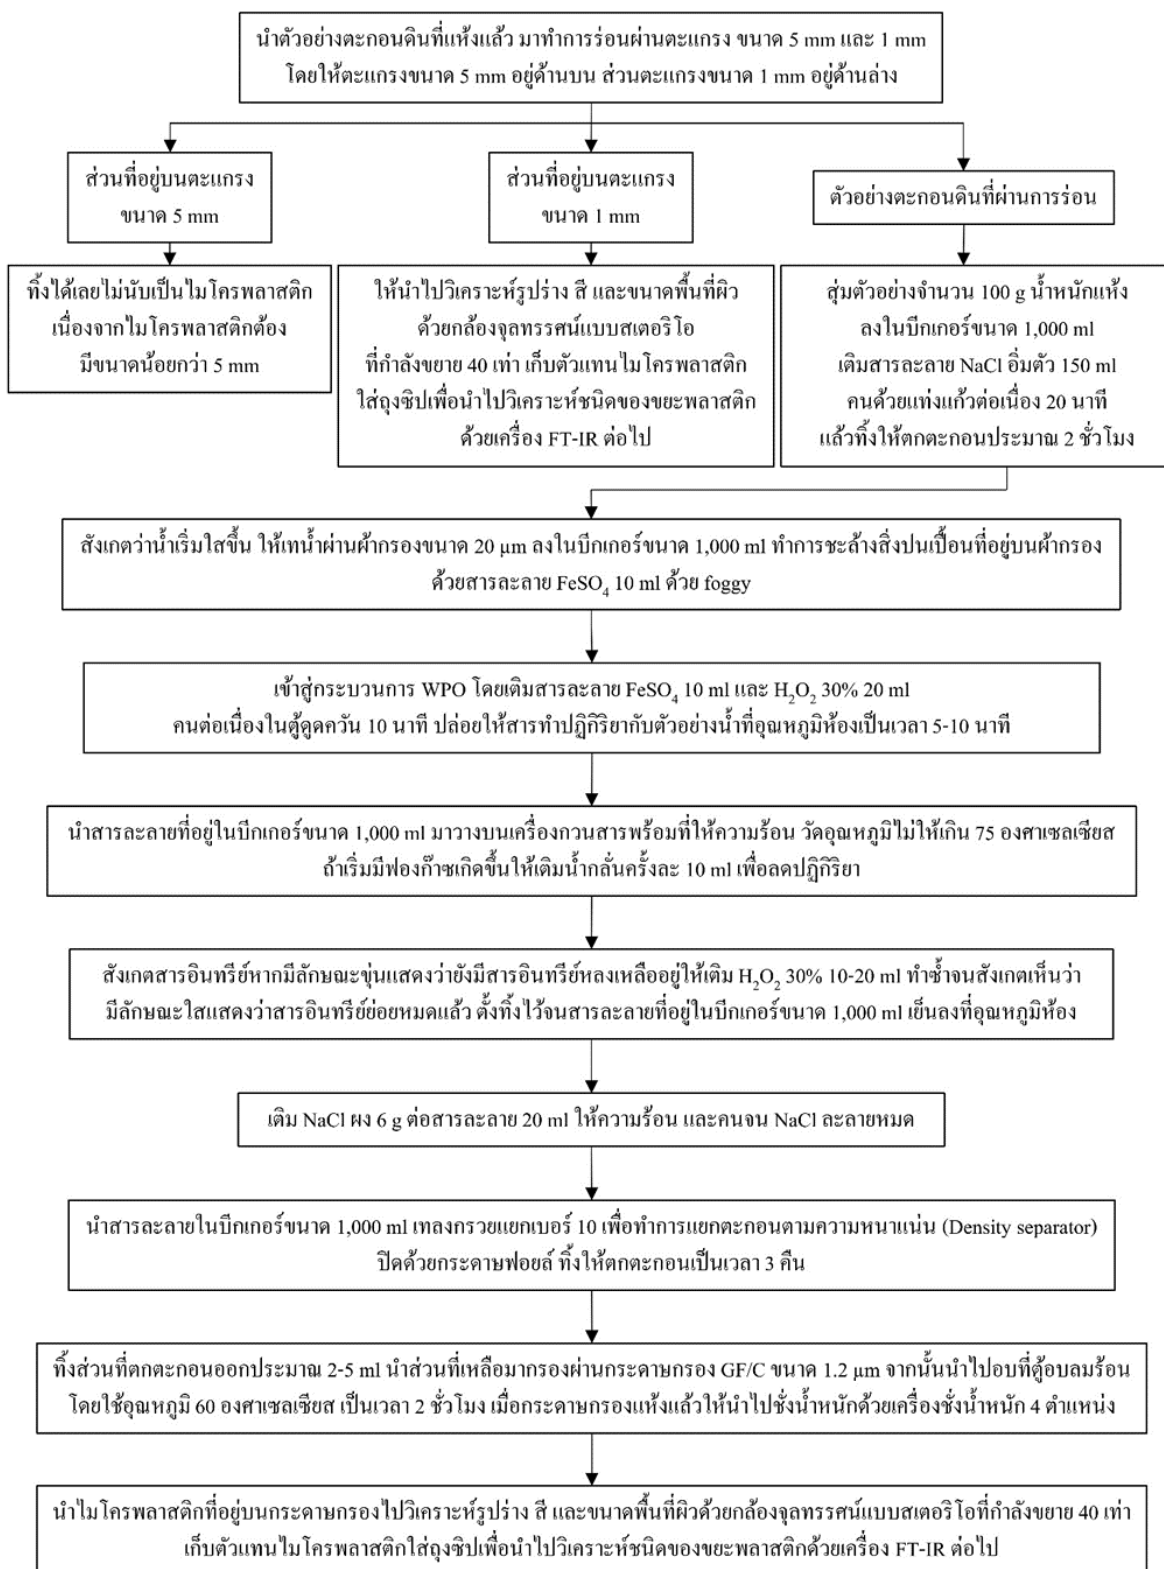 นำตัวอย่างตะกอนดินที่แห้งแล้ว มาทำการร่อนผ่านตะแกรง ขนาด 5 mm และ 1 mm
โดยให้ตะแกรงขนาด 5 mm อยู่ด้านบน ส่วนตะแกรงขนาด 1 mm อยู่ด้านล่าง
ส่วนที่อยู่บนตะแกรง
ขนาด 5 mm
ส่วนที่อยู่บนตะแกรง
ขนาด 1 mm
ตัวอย่างตะกอนดินที่ผ่านการร่อน
ทิ้งได้เลยไม่นับเป็นไมโครพลาสติก
เนื่องจากไมโครพลาสติกต้อง
มีขนาดน้อยกว่า 5 mm
ให้นำไปวิเคราะห์รูปร่าง สี และขนาดพื้นที่ผิว
ด้วยกล้องจุลทรรศน์แบบสเตอริโอ
ที่กำลังขยาย 40 เท่า เก็บตัวแทนไมโครพลาสติก
ใส่ถุงซิปเพื่อนำไปวิเคราะห์ชนิดของขยะพลาสติก
ด้วยเครื่อง FT-IR ต่อไป
สุ่มตัวอย่างจำนวน 100 g น้ำหนักแห้ง
ลงในบีกเกอร์ขนาด 1,000 ml
เติมสารละลาย NaCl อิ่มตัว 150 ml
คนด้วยแท่งแก้วต่อเนื่อง 20 นาที
แล้วทิ้งให้ตกตะกอนประมาณ 2 ชั่วโมง
สังเกตว่าน้ำเริ่มใสขึ้น ให้เทน้ำผ่านผ้ากรองขนาด 20 µm ลงในบีกเกอร์ขนาด 1,000 ml ทำการชะล้างสิ่งปนเปื้อนที่อยู่บนผ้ากรอง
ด้วยสารละลาย FeSO₄ 10 ml ด้วย foggy
เข้าสู่กระบวนการ WPO โดยเติมสารละลาย FeSO₄ 10 ml และ H₂O₂ 30% 20 ml
คนต่อเนื่องในตู้ดูดควัน 10 นาที ปล่อยให้สารทำปฏิกิริยากับตัวอย่างน้ำที่อุณหภูมิห้องเป็นเวลา 5-10 นาที
นำสารละลายที่อยู่ในบีกเกอร์ขนาด 1,000 ml มาวางบนเครื่องกวนสารพร้อมที่ให้ความร้อน วัดอุณหภูมิไม่ให้เกิน 75 องศาเซลเซียส
ถ้าเริ่มมีฟองก๊าซเกิดขึ้นให้เติมน้ำกลั่นครั้งละ 10 ml เพื่อลดปฏิกิริยา
สังเกตสารอินทรีย์หากมีลักษณะขุ่นแสดงว่ายังมีสารอินทรีย์หลงเหลืออยู่ให้เติม H₂O₂ 30% 10-20 ml ทำซ้ำจนสังเกตเห็นว่า
มีลักษณะใสแสดงว่าสารอินทรีย์ย่อยหมดแล้ว ตั้งทิ้งไว้จนสารละลายที่อยู่ในบีกเกอร์ขนาด 1,000 ml เย็นลงที่อุณหภูมิห้อง
เติม NaCl ผง 6 g ต่อสารละลาย 20 ml ให้ความร้อน และคนจน NaCl ละลายหมด
นำสารละลายในบีกเกอร์ขนาด 1,000 ml เทลงกรวยแยกเบอร์ 10 เพื่อทำการแยกตะกอนตามความหนาแน่น (Density separator)
ปิดด้วยกระดาษฟอยล์ ทิ้งให้ตกตะกอนเป็นเวลา 3 คืน
ทิ้งส่วนที่ตกตะกอนออกประมาณ 2-5 ml นำส่วนที่เหลือมากรองผ่านกระดาษกรอง GF/C ขนาด 1.2 µm จากนั้นนำไปอบที่ตู้อบลมร้อน
โดยใช้อุณหภูมิ 60 องศาเซลเซียส เป็นเวลา 2 ชั่วโมง เมื่อกระดาษกรองแห้งแล้วให้นำไปชั่งน้ำหนักด้วยเครื่องชั่งน้ำหนัก 4 ตำแหน่ง
นำไมโครพลาสติกที่อยู่บนกระดาษกรองไปวิเคราะห์รูปร่าง สี และขนาดพื้นที่ผิวด้วยกล้องจุลทรรศน์แบบสเตอริโอที่กำลังขยาย 40 เท่า
เก็บตัวแทนไมโครพลาสติกใส่ถุงซิปเพื่อนำไปวิเคราะห์ชนิดของขยะพลาสติกด้วยเครื่อง FT-IR ต่อไป